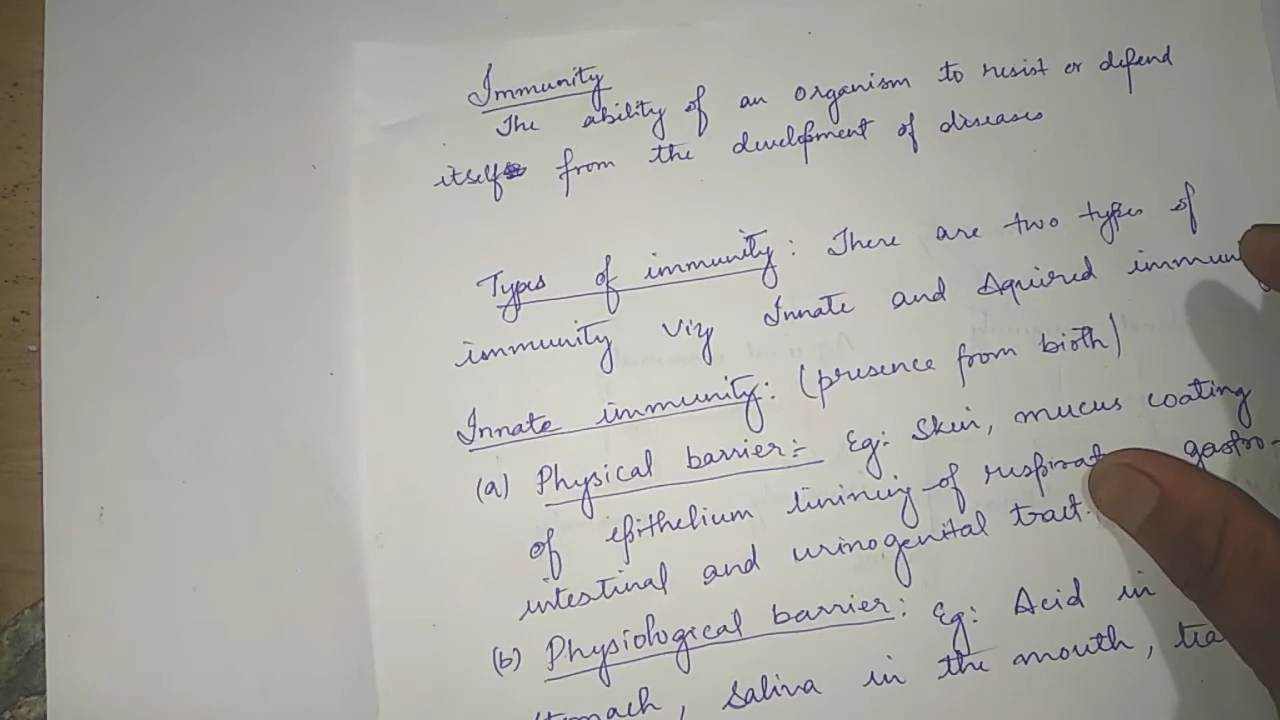 Immunity
The ability of an organism to resist or defend
itself from the development of diseases
Types of immunity: There are two types of
immunity Viz Innate and Aquired immun
Innate immunity: (presence from birth)
(a) Physical barrier:- Eg: Skin, mucus coating
of epithelium linining of respirat gastro-
intestinal and urinogenital tract.
(b) Physiological barrier: Eg: Acid in
stomach, Saliva in the mouth,